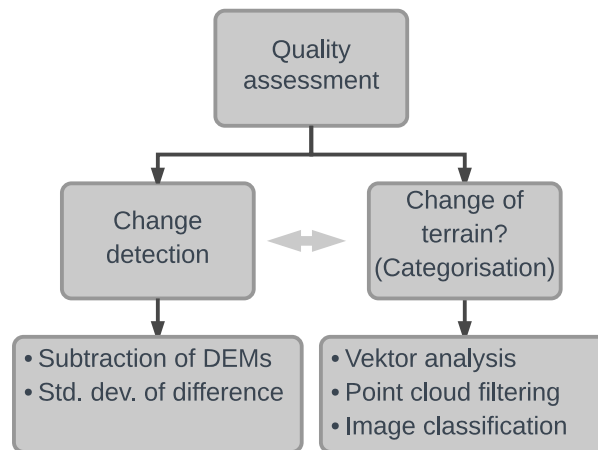 Quality
assessment
Change
detection
Change of
terrain?
(Categorisation)
• Subtraction of DEMs
• Std. dev. of difference
• Vektor analysis
• Point cloud filtering
• Image classification